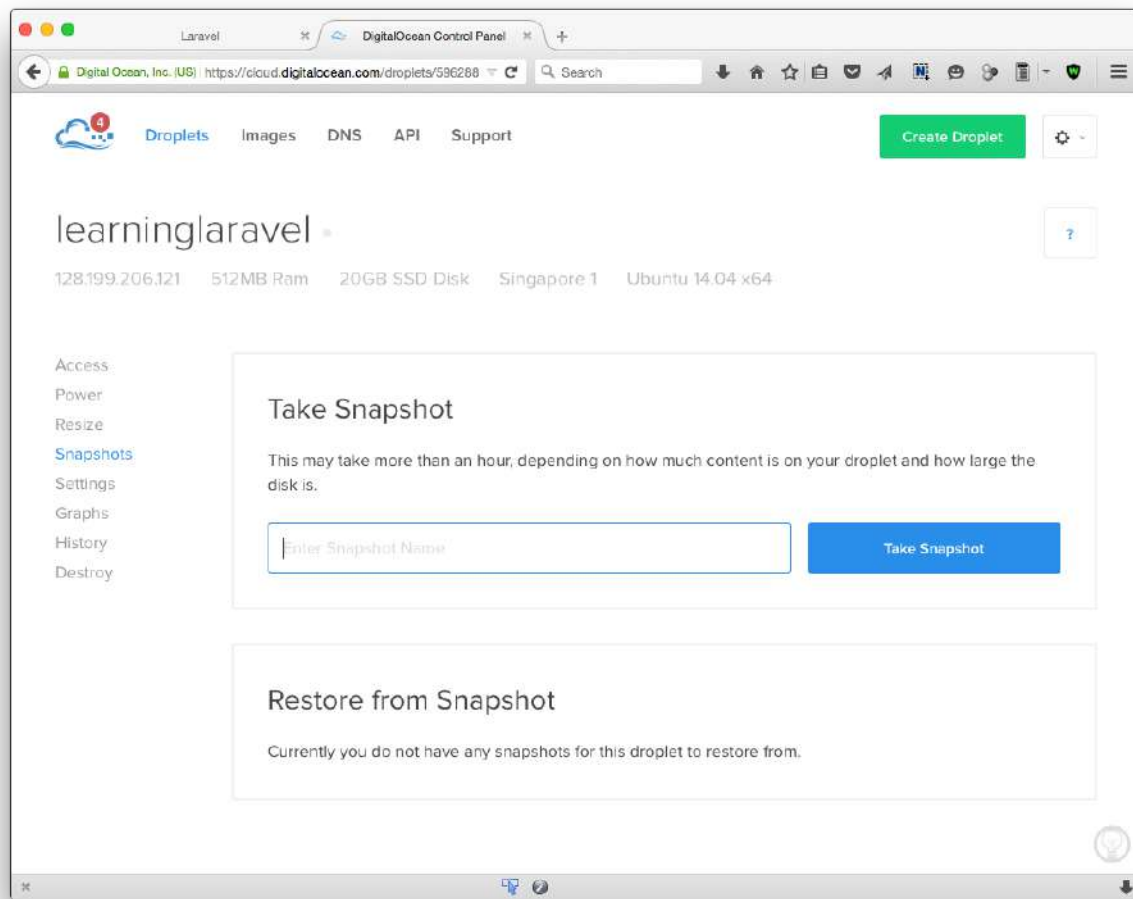 Laravel
DigitalOcean Control Panel
Digital Ocean, Inc. (US) https://cloud.digitalocean.com/droplets/596288 Search
4
Droplets Images DNS API Support Create Droplet
learninglaravel
?
128.199.206.121 512MB Ram 20GB SSD Disk Singapore 1 Ubuntu 14.04 x64
Access
Power
Resize
Snapshots
Settings
Graphs
History
Destroy
Take Snapshot
This may take more than an hour, depending on how much content is on your droplet and how large the
disk is.
Enter Snapshot Name Take Snapshot
Restore from Snapshot
Currently you do not have any snapshots for this droplet to restore from.